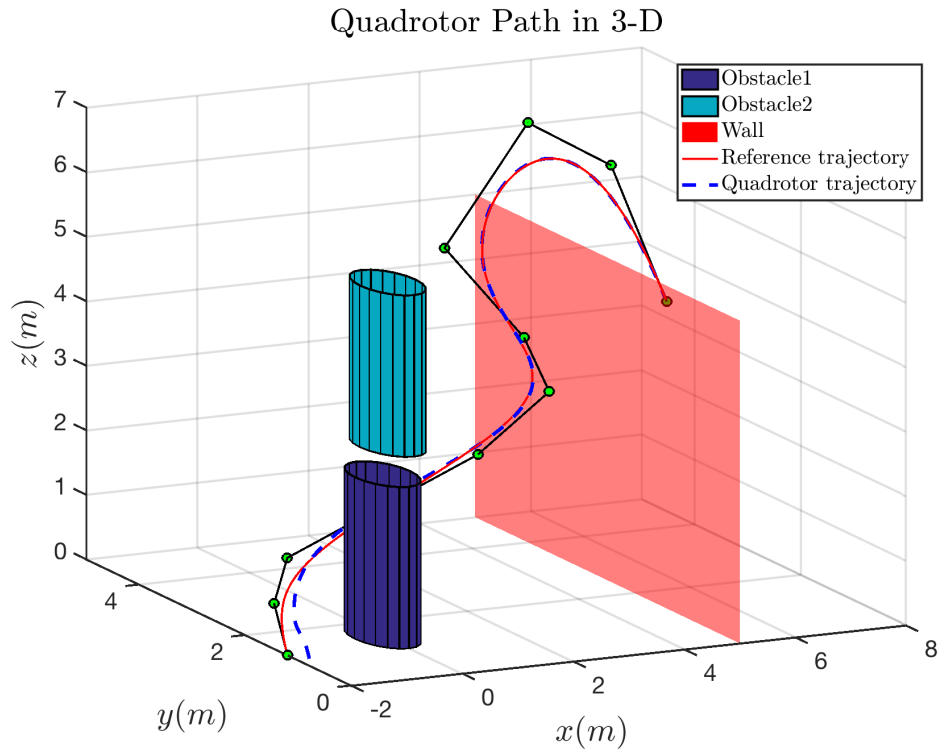 Quadrotor Path in 3-D
Obstacle1
Obstacle2
Wall
Reference trajectory
Quadrotor trajectory
7
6
5
4
3
2
1
0
z(m)
4
2
0
y(m)
-2
0
2
4
6
8
x(m)